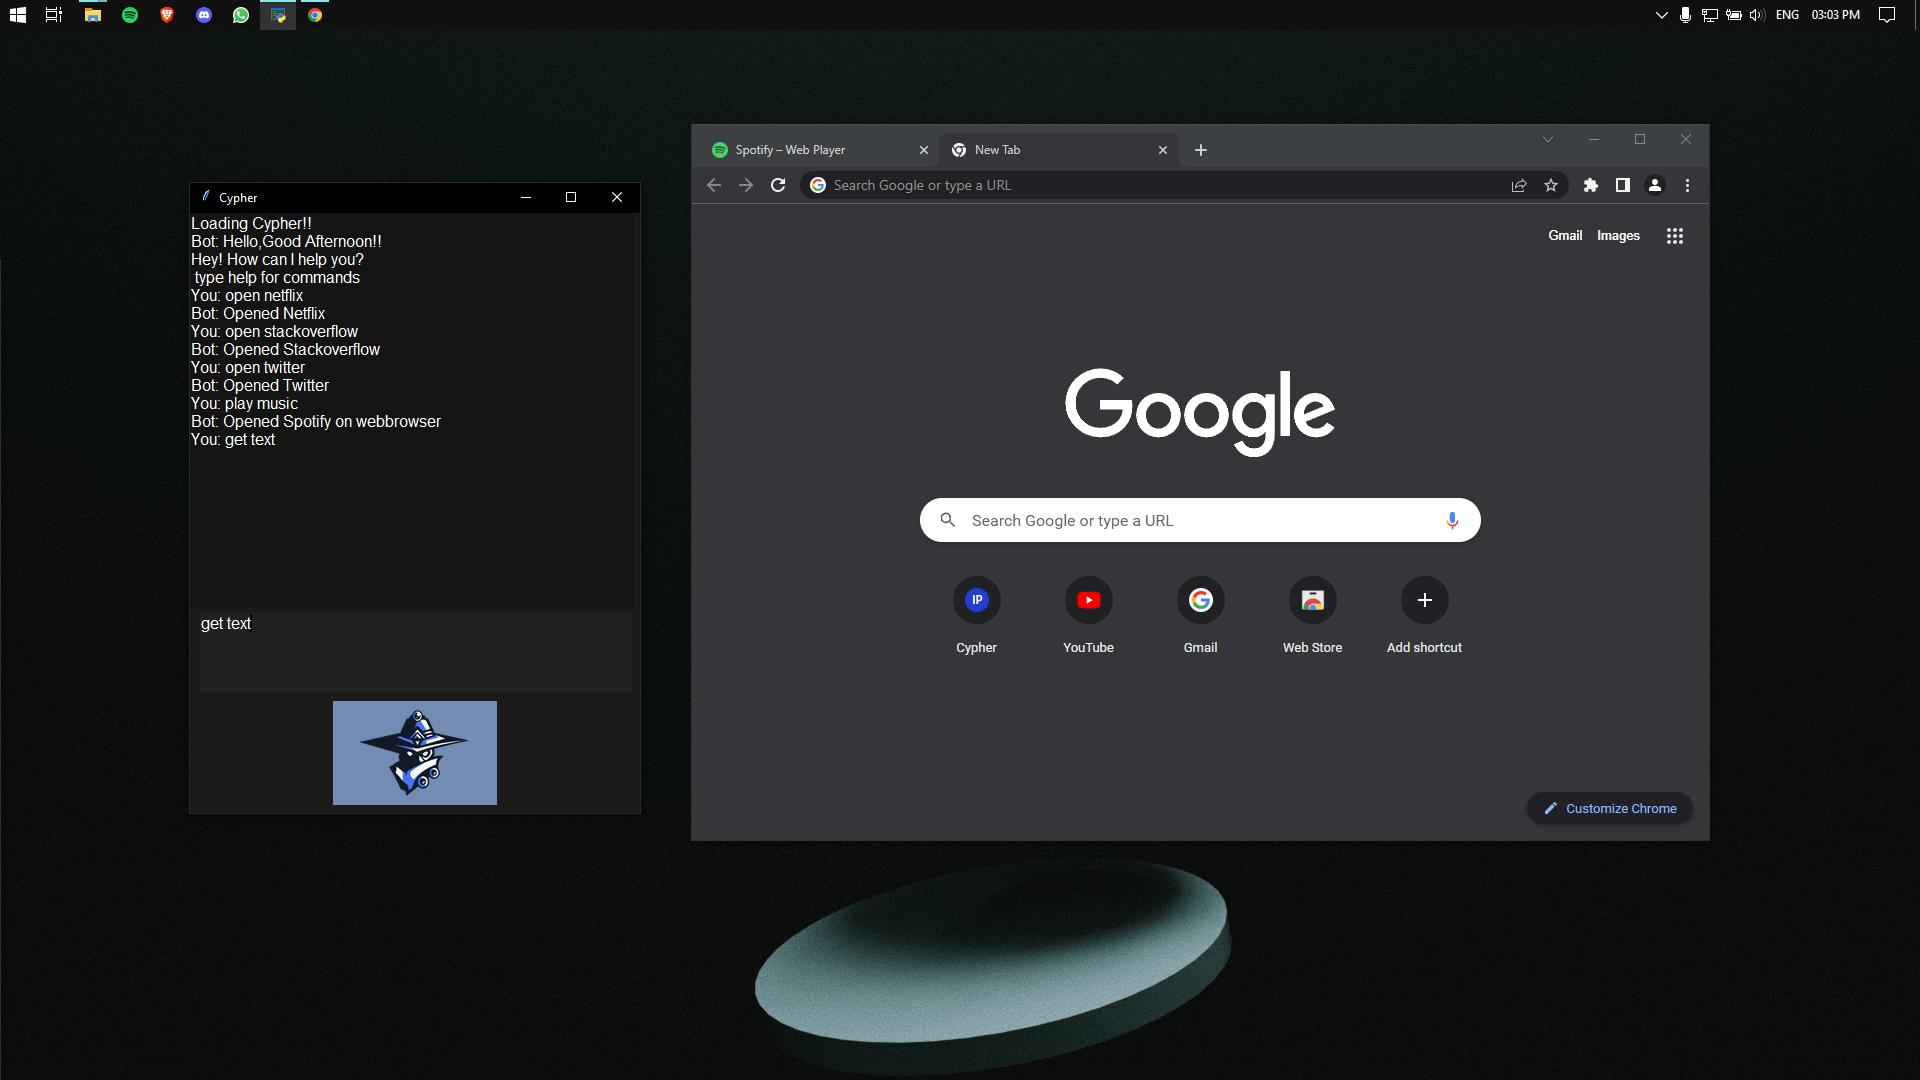 ENG 03:03 PM
Cypher
Loading Cypher!!
Bot: Hello,Good Afternoon!!
Hey! How can I help you?
type help for commands
You: open netflix
Bot: Opened Netflix
You: open stackoverflow
Bot: Opened Stackoverflow
You: open twitter
Bot: Opened Twitter
You: play music
Bot: Opened Spotify on webbrowser
You: get text
get text
Spotify – Web Player
New Tab
Search Google or type a URL
Gmail Images
Google
Search Google or type a URL
IP
Cypher YouTube Gmail Web Store Add shortcut
Customize Chrome